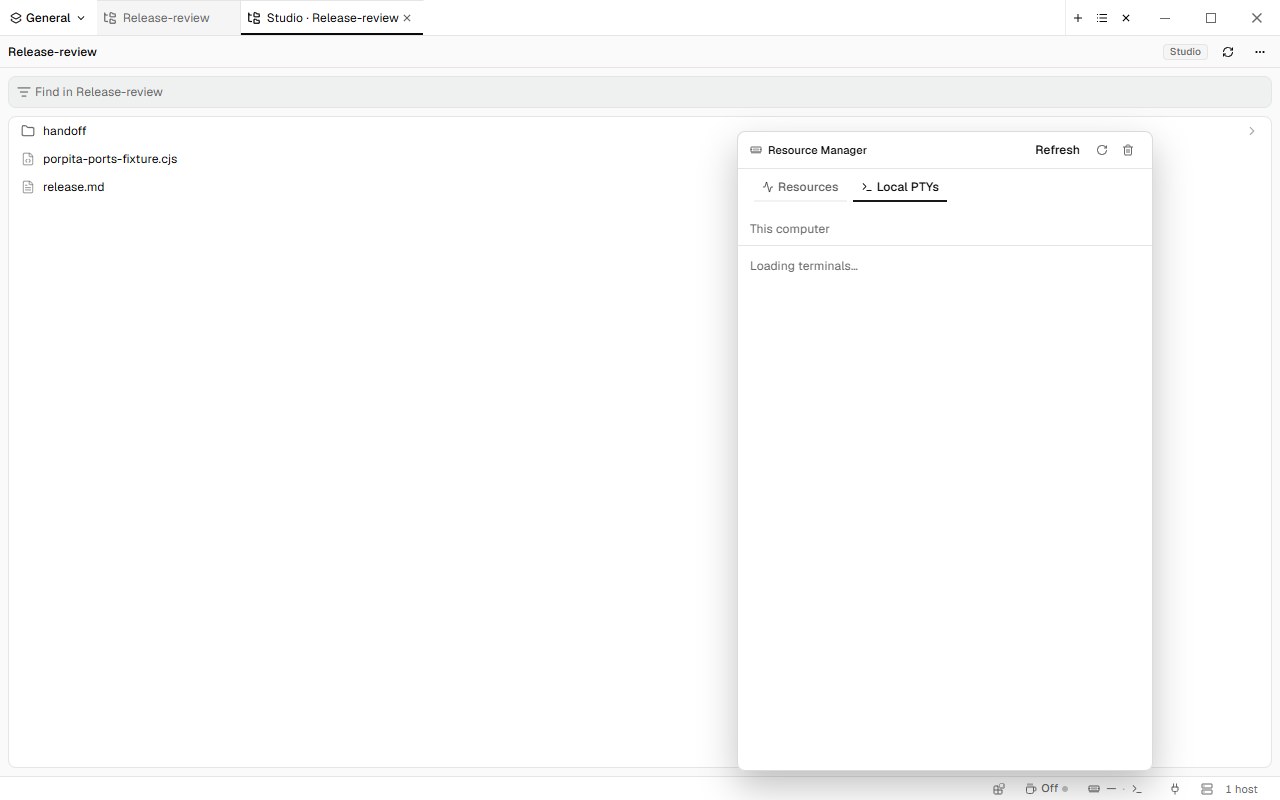 General
Release-review
Studio · Release-review
Release-review
Studio
Find in Release-review
handoff
porpita-ports-fixture.cjs
release.md
Resource Manager
Refresh
Resources
Local PTYs
This computer
Loading terminals…
Off
— ·
1 host